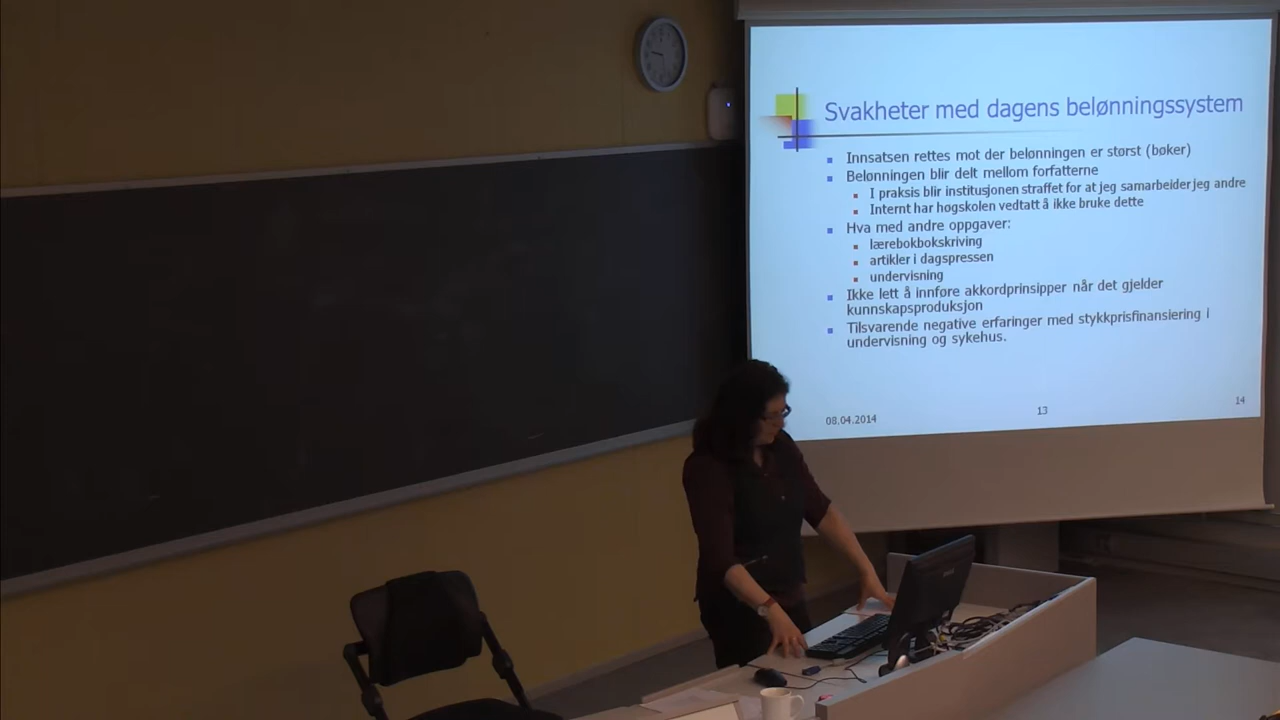 Svakheter med dagens belønningssystem
Innsatsen rettes mot der belønningen er størst (bøker)
Belønningen blir delt mellom forfatterne
I praksis blir institusjonen straffet for at jeg samarbeider jeg andre
Internt har høgskolen vedtatt å ikke bruke dette
Hva med andre oppgaver:
lærebokbokskriving
artikler i dagspressen
undervisning
Ikke lett å innføre akkordprinsipper når det gjelder
kunnskapsproduksjon
Tilsvarende negative erfaringer med stykkprisfinansiering i
undervisning og sykehus.
08.04.2014
13
14